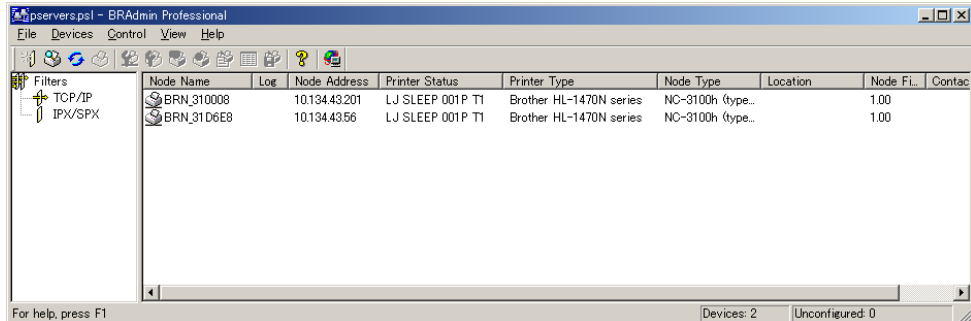 pservers.psl - BRAdmin Professional
File Devices Control View Help
Filters
TCP/IP
IPX/SPX
Node Name Log Node Address Printer Status Printer Type Node Type Location Node Fi... Contac
BRN_310008 10.134.43.201 LJ SLEEP 001P T1 Brother HL-1470N series NC-3100h (type... 1.00
BRN_31D6E8 10.134.43.56 LJ SLEEP 001P T1 Brother HL-1470N series NC-3100h (type... 1.00
For help, press F1 Devices: 2 Unconfigured: 0